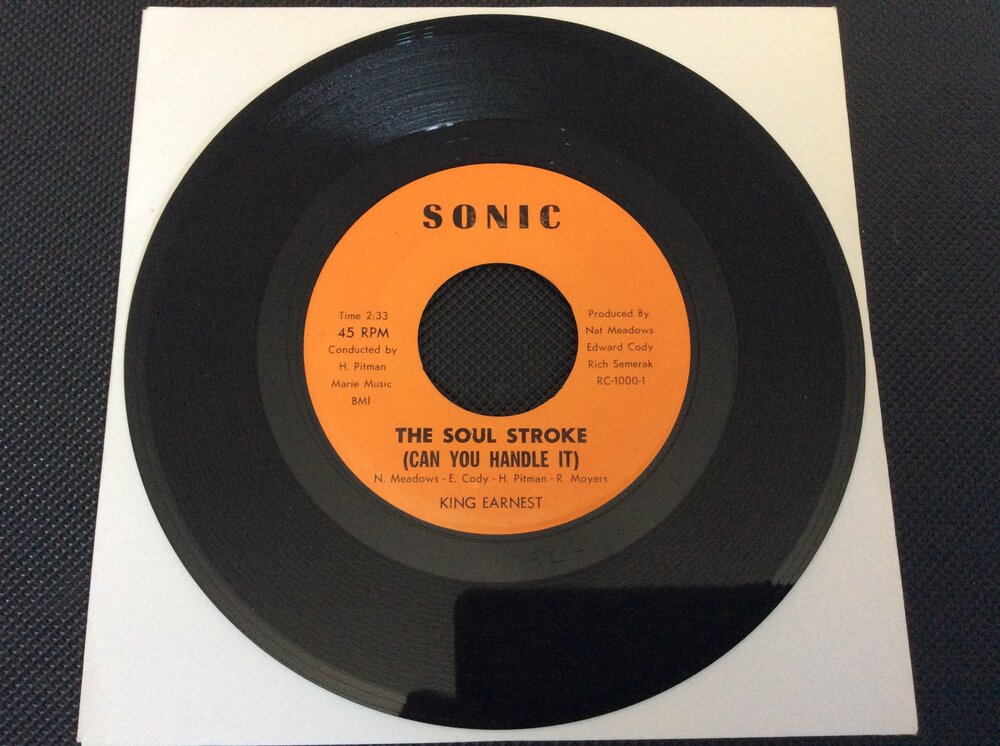 SONIC
Time 2:33
45 RPM
Conducted by
H. Pitman
Marie Music
BMI
Produced By
Nat Meadows
Edward Cody
Rich Semerak
RC-1000-1
THE SOUL STROKE
(CAN YOU HANDLE IT)
N. Meadows - E. Cody - H. Pitman - R. Moyers
KING EARNEST